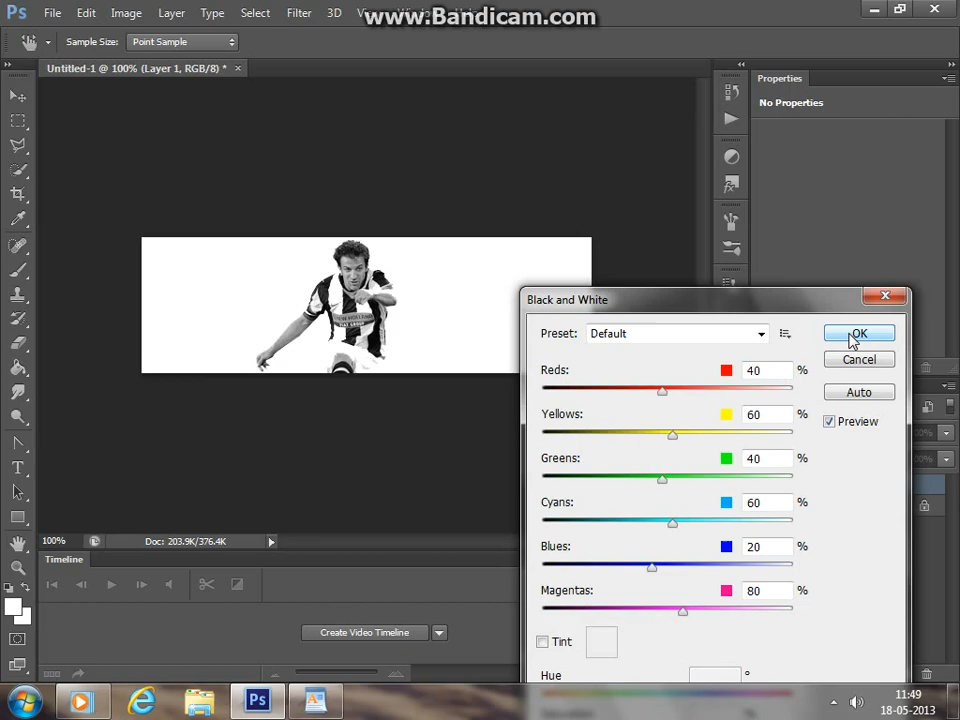 www.Bandicam.com
Ps File Edit Image Layer Type Select Filter 3D
Sample Size: Point Sample
Untitled-1 @ 100% (Layer 1, RGB/8) * ×
Properties
No Properties
Black and White
Preset: Default
OK
Cancel
Auto
Preview
Reds: 40 %
Yellows: 60 %
Greens: 40 %
Cyans: 60 %
Blues: 20 %
Magentas: 80 %
Tint
Hue °
100% Doc: 203.9K/376.4K
Timeline
Create Video Timeline
Ps
11:49
18-05-2013